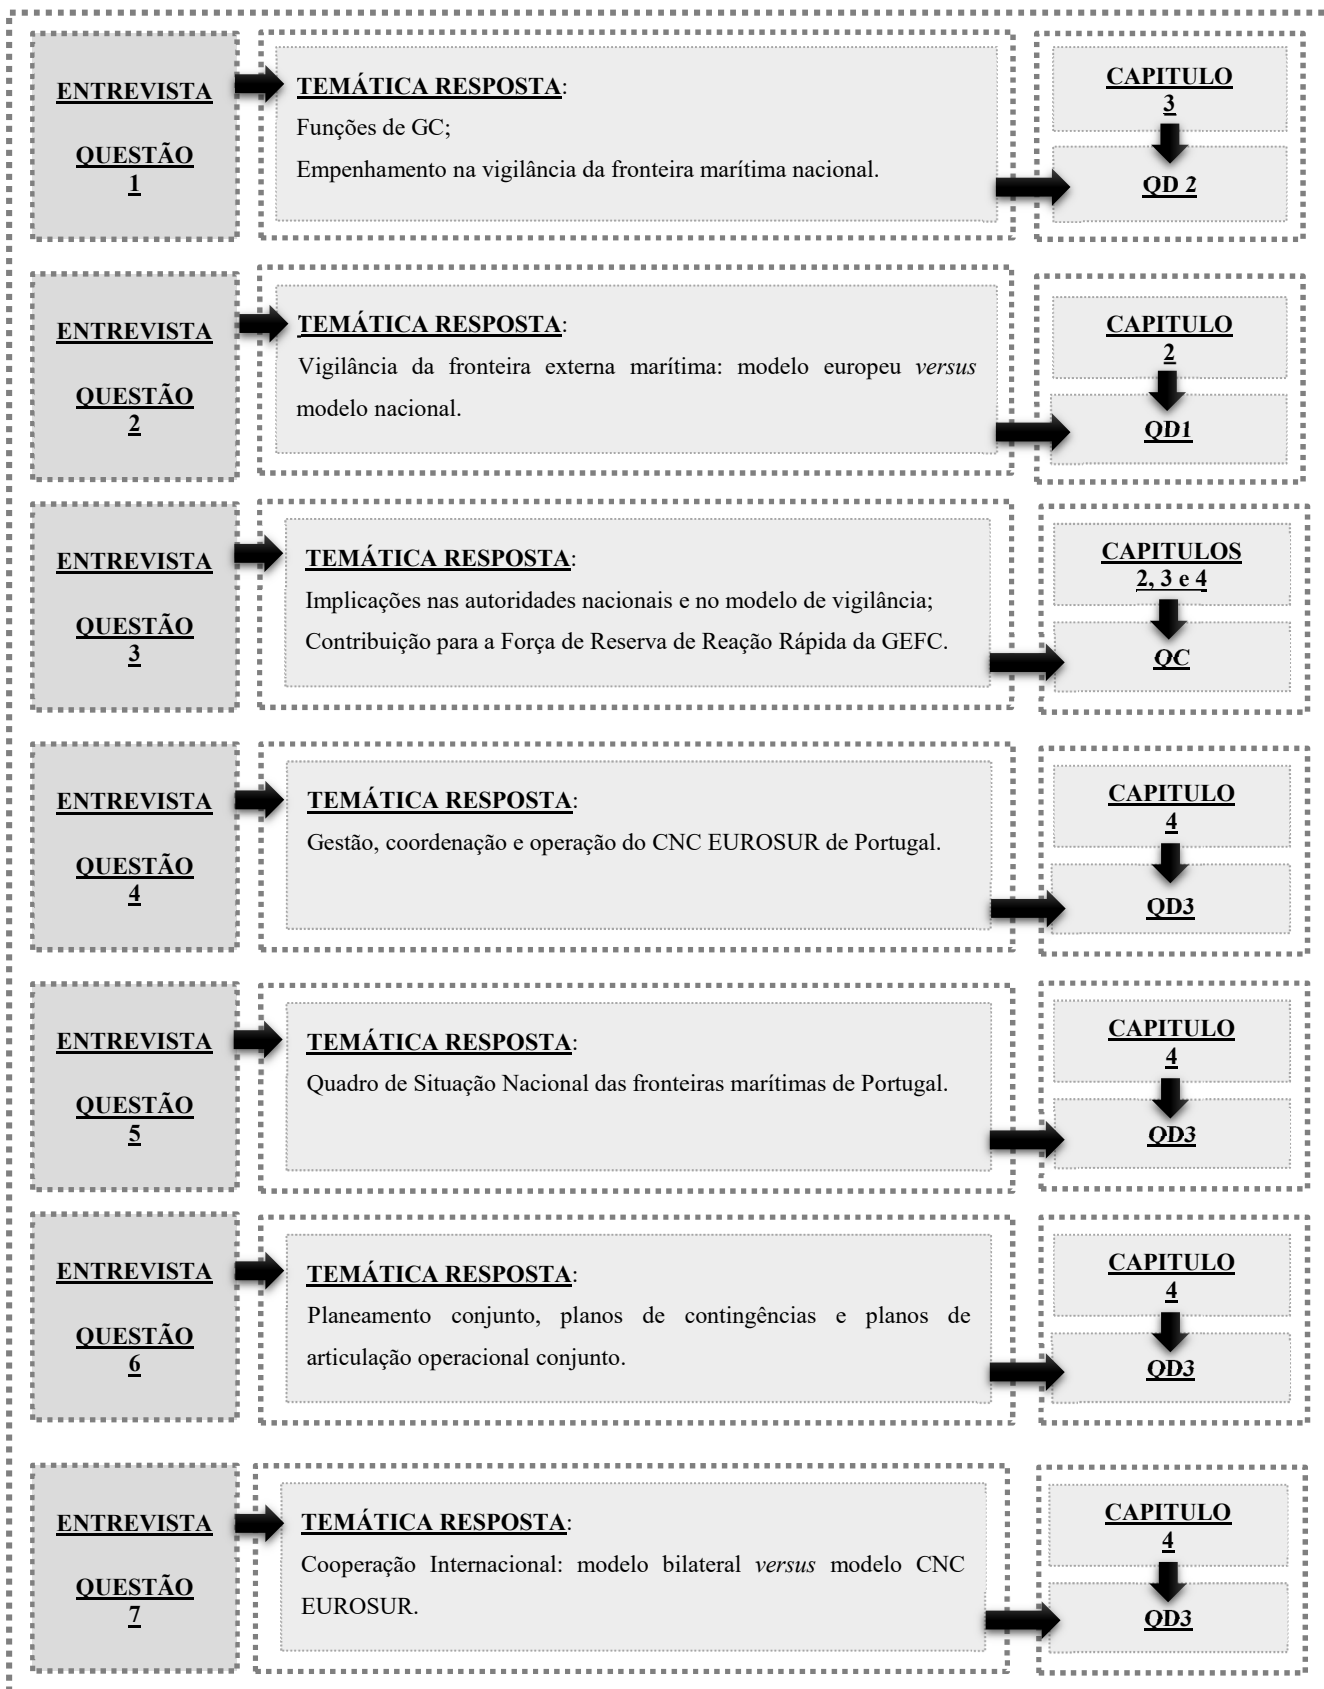 ENTREVISTA
QUESTÃO
1
TEMÁTICA RESPOSTA:
Funções de GC;
Empenhamento na vigilância da fronteira marítima nacional.
CAPITULO
3
QD 2
ENTREVISTA
QUESTÃO
2
TEMÁTICA RESPOSTA:
Vigilância da fronteira externa marítima: modelo europeu versus
modelo nacional.
CAPITULO
2
QD1
ENTREVISTA
QUESTÃO
3
TEMÁTICA RESPOSTA:
Implicações nas autoridades nacionais e no modelo de vigilância;
Contribuição para a Força de Reserva de Reação Rápida da GEFC.
CAPITULOS
2, 3 e 4
QC
ENTREVISTA
QUESTÃO
4
TEMÁTICA RESPOSTA:
Gestão, coordenação e operação do CNC EUROSUR de Portugal.
CAPITULO
4
QD3
ENTREVISTA
QUESTÃO
5
TEMÁTICA RESPOSTA:
Quadro de Situação Nacional das fronteiras marítimas de Portugal.
CAPITULO
4
QD3
ENTREVISTA
QUESTÃO
6
TEMÁTICA RESPOSTA:
Planeamento conjunto, planos de contingências e planos de
articulação operacional conjunto.
CAPITULO
4
QD3
ENTREVISTA
QUESTÃO
7
TEMÁTICA RESPOSTA:
Cooperação Internacional: modelo bilateral versus modelo CNC
EUROSUR.
CAPITULO
4
QD3